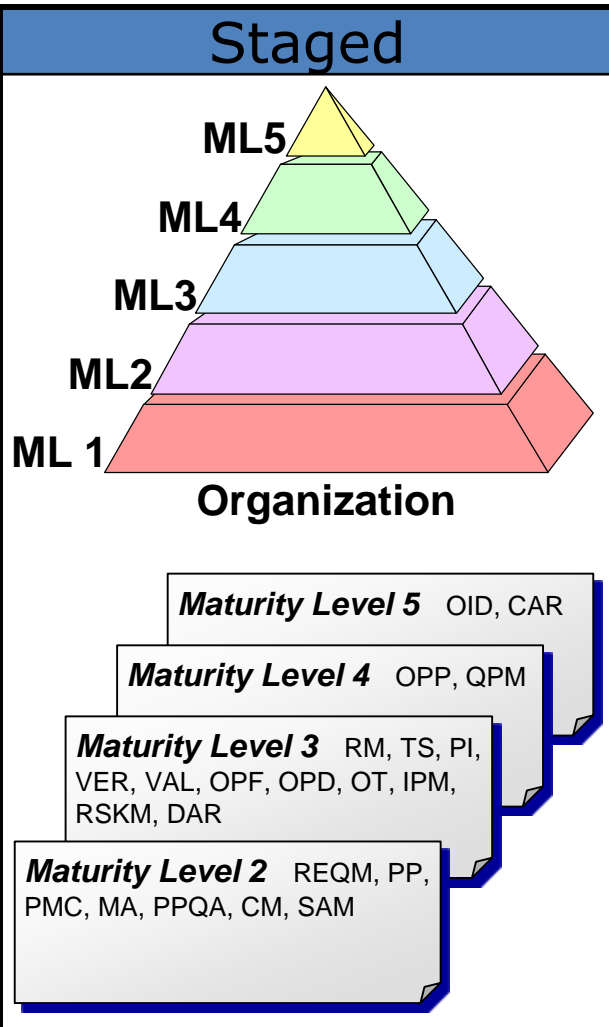 Staged
ML5
ML4
ML3
ML2
ML 1
Organization
Maturity Level 5 OID, CAR
Maturity Level 4 OPP, QPM
Maturity Level 3 RM, TS, PI,
VER, VAL, OPF, OPD, OT, IPM,
RSKM, DAR
Maturity Level 2 REQM, PP,
PMC, MA, PPQA, CM, SAM